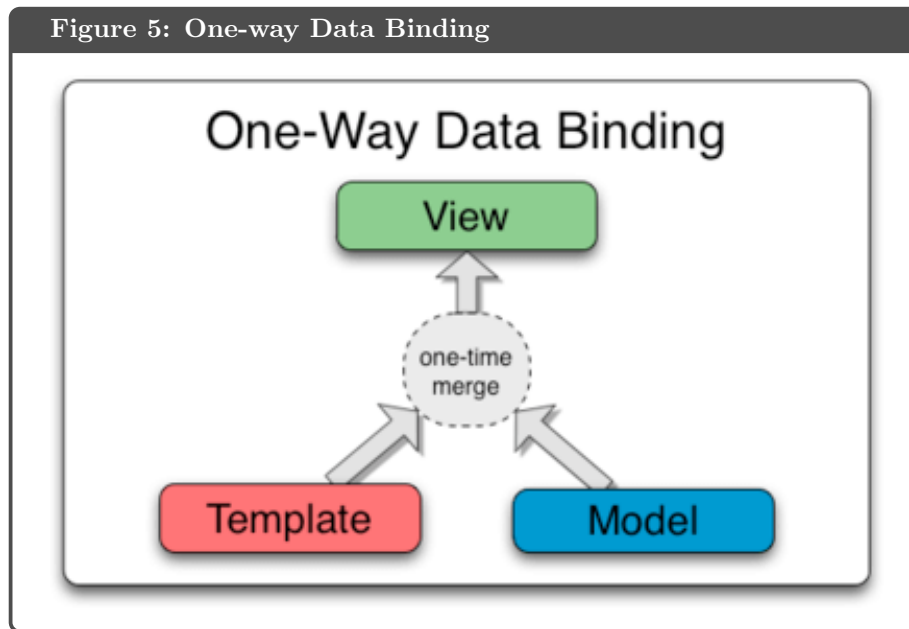 Figure 5: One-way Data Binding
One-Way Data Binding
View
one-time
merge
Template
Model